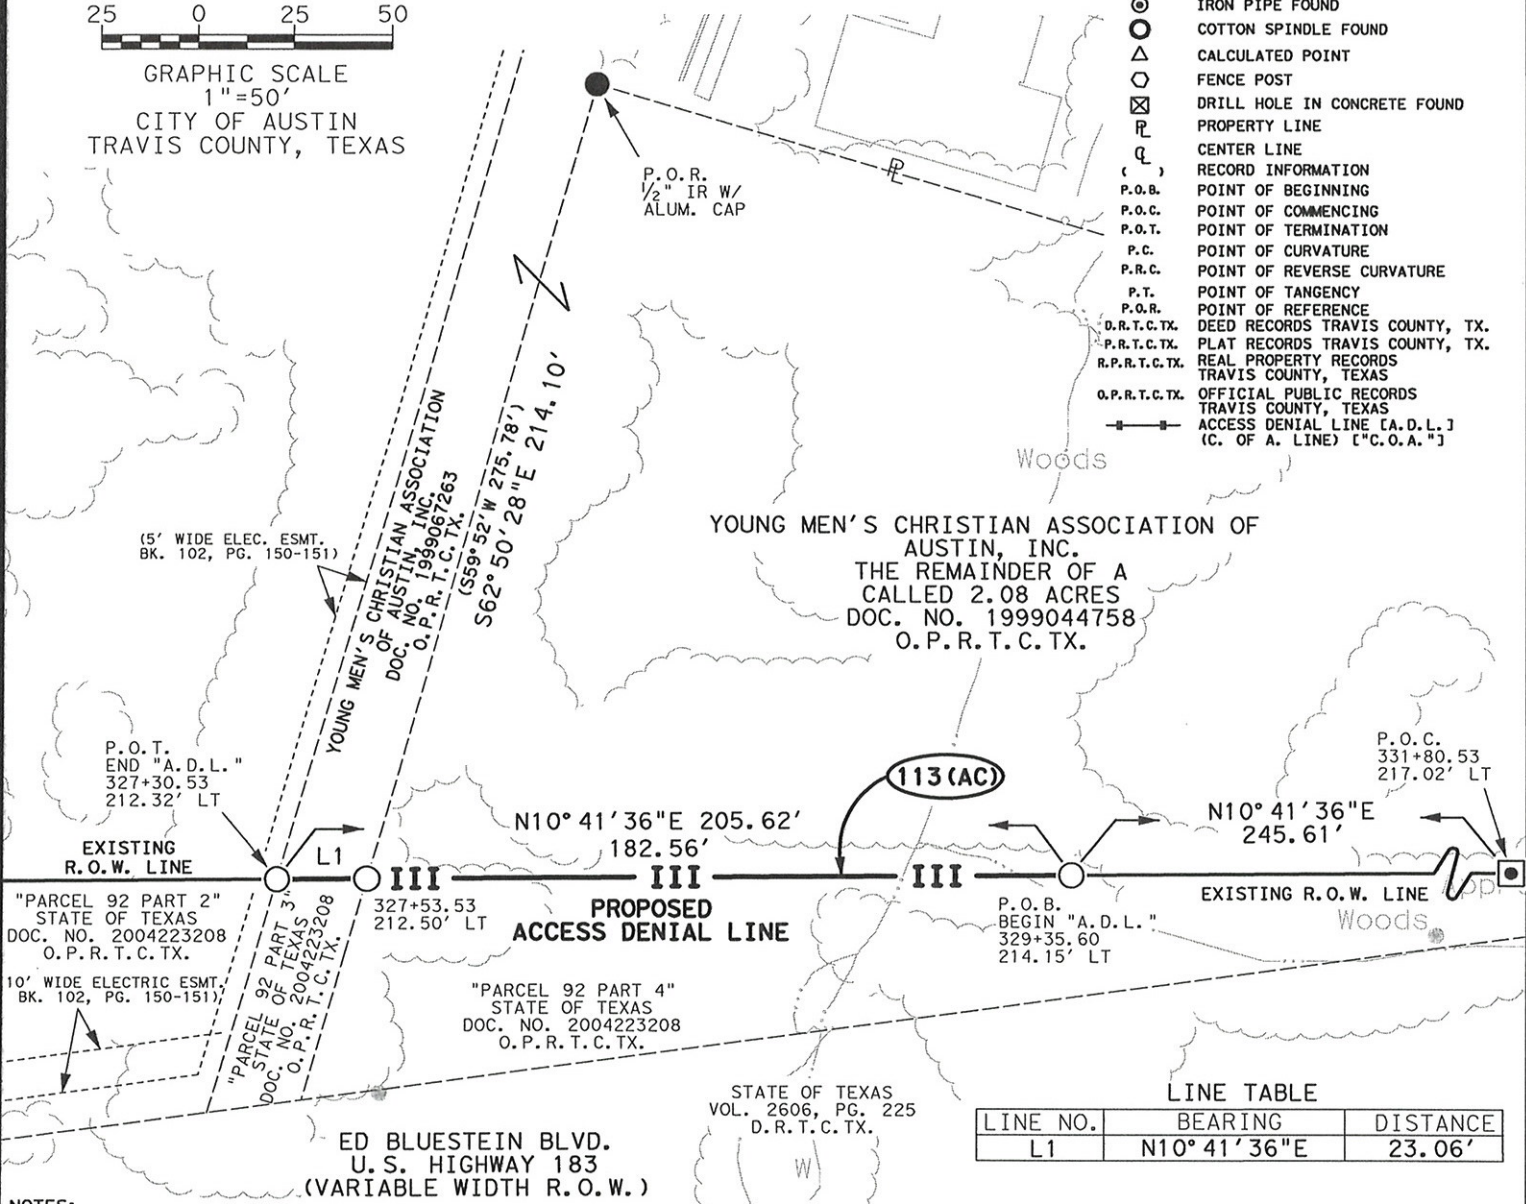 25 0 25 50
GRAPHIC SCALE
1"=50'
CITY OF AUSTIN
TRAVIS COUNTY, TEXAS
IRON PIPE FOUND
COTTON SPINDLE FOUND
CALCULATED POINT
FENCE POST
DRILL HOLE IN CONCRETE FOUND
PL PROPERTY LINE
CL CENTER LINE
( ) RECORD INFORMATION
P.O.B. POINT OF BEGINNING
P.O.C. POINT OF COMMENCING
P.O.T. POINT OF TERMINATION
P.C. POINT OF CURVATURE
P.R.C. POINT OF REVERSE CURVATURE
P.T. POINT OF TANGENCY
P.O.R. POINT OF REFERENCE
D.R.T.C.TX. DEED RECORDS TRAVIS COUNTY, TX.
P.R.T.C.TX. PLAT RECORDS TRAVIS COUNTY, TX.
R.P.R.T.C.TX. REAL PROPERTY RECORDS
TRAVIS COUNTY, TEXAS
O.P.R.T.C.TX. OFFICIAL PUBLIC RECORDS
TRAVIS COUNTY, TEXAS
ACCESS DENIAL LINE [A.D.L.]
(C. OF A. LINE) ["C.O.A."]
P.O.R.
1/2" IR W/
ALUM. CAP
PL
Woods
(5' WIDE ELEC. ESMT.
BK. 102, PG. 150-151)
YOUNG MEN'S CHRISTIAN ASSOCIATION
OF AUSTIN, INC.
DOC. NO. 1999067263
O.P.R.T.C.TX.
(S59°52'W 275.78')
S62°50'28"E 214.10'
YOUNG MEN'S CHRISTIAN ASSOCIATION OF
AUSTIN, INC.
THE REMAINDER OF A
CALLED 2.08 ACRES
DOC. NO. 1999044758
O.P.R.T.C.TX.
P.O.T.
END "A.D.L."
327+30.53
212.32' LT
113(AC)
P.O.C.
331+80.53
217.02' LT
N10°41'36"E 205.62'
182.56'
N10°41'36"E
245.61'
EXISTING
R.O.W. LINE
L1
III III III
327+53.53
212.50' LT
PROPOSED
ACCESS DENIAL LINE
P.O.B.
BEGIN "A.D.L."
329+35.60
214.15' LT
EXISTING R.O.W. LINE
Woods
"PARCEL 92 PART 2"
STATE OF TEXAS
DOC. NO. 2004223208
O.P.R.T.C.TX.
10' WIDE ELECTRIC ESMT.
BK. 102, PG. 150-151)
"PARCEL 92 PART 3"
STATE OF TEXAS
DOC. NO. 2004223208
O.P.R.T.C.TX.
"PARCEL 92 PART 4"
STATE OF TEXAS
DOC. NO. 2004223208
O.P.R.T.C.TX.
STATE OF TEXAS
VOL. 2606, PG. 225
D.R.T.C.TX.
W
ED BLUESTEIN BLVD.
U.S. HIGHWAY 183
(VARIABLE WIDTH R.O.W.)
LINE TABLE
LINE NO. BEARING DISTANCE
L1 N10°41'36"E 23.06'
NOTES: